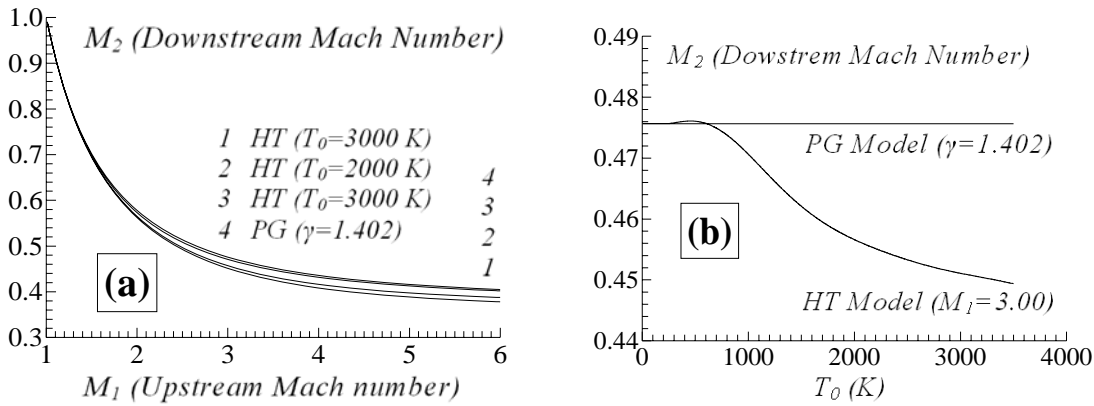 1.0
0.9
0.8
0.7
0.6
0.5
0.4
0.3
M2 (Downstream Mach Number)
1 HT (T0=3000 K)
2 HT (T0=2000 K)
3 HT (T0=3000 K)
4 PG (γ=1.402)
4
3
2
1
(a)
1 2 3 4 5 6
M1 (Upstream Mach number)
0.49
0.48
0.47
0.46
0.45
0.44
M2 (Dowstrem Mach Number)
PG Model (γ=1.402)
(b)
HT Model (M1=3.00)
0 1000 2000 3000 4000
T0 (K)